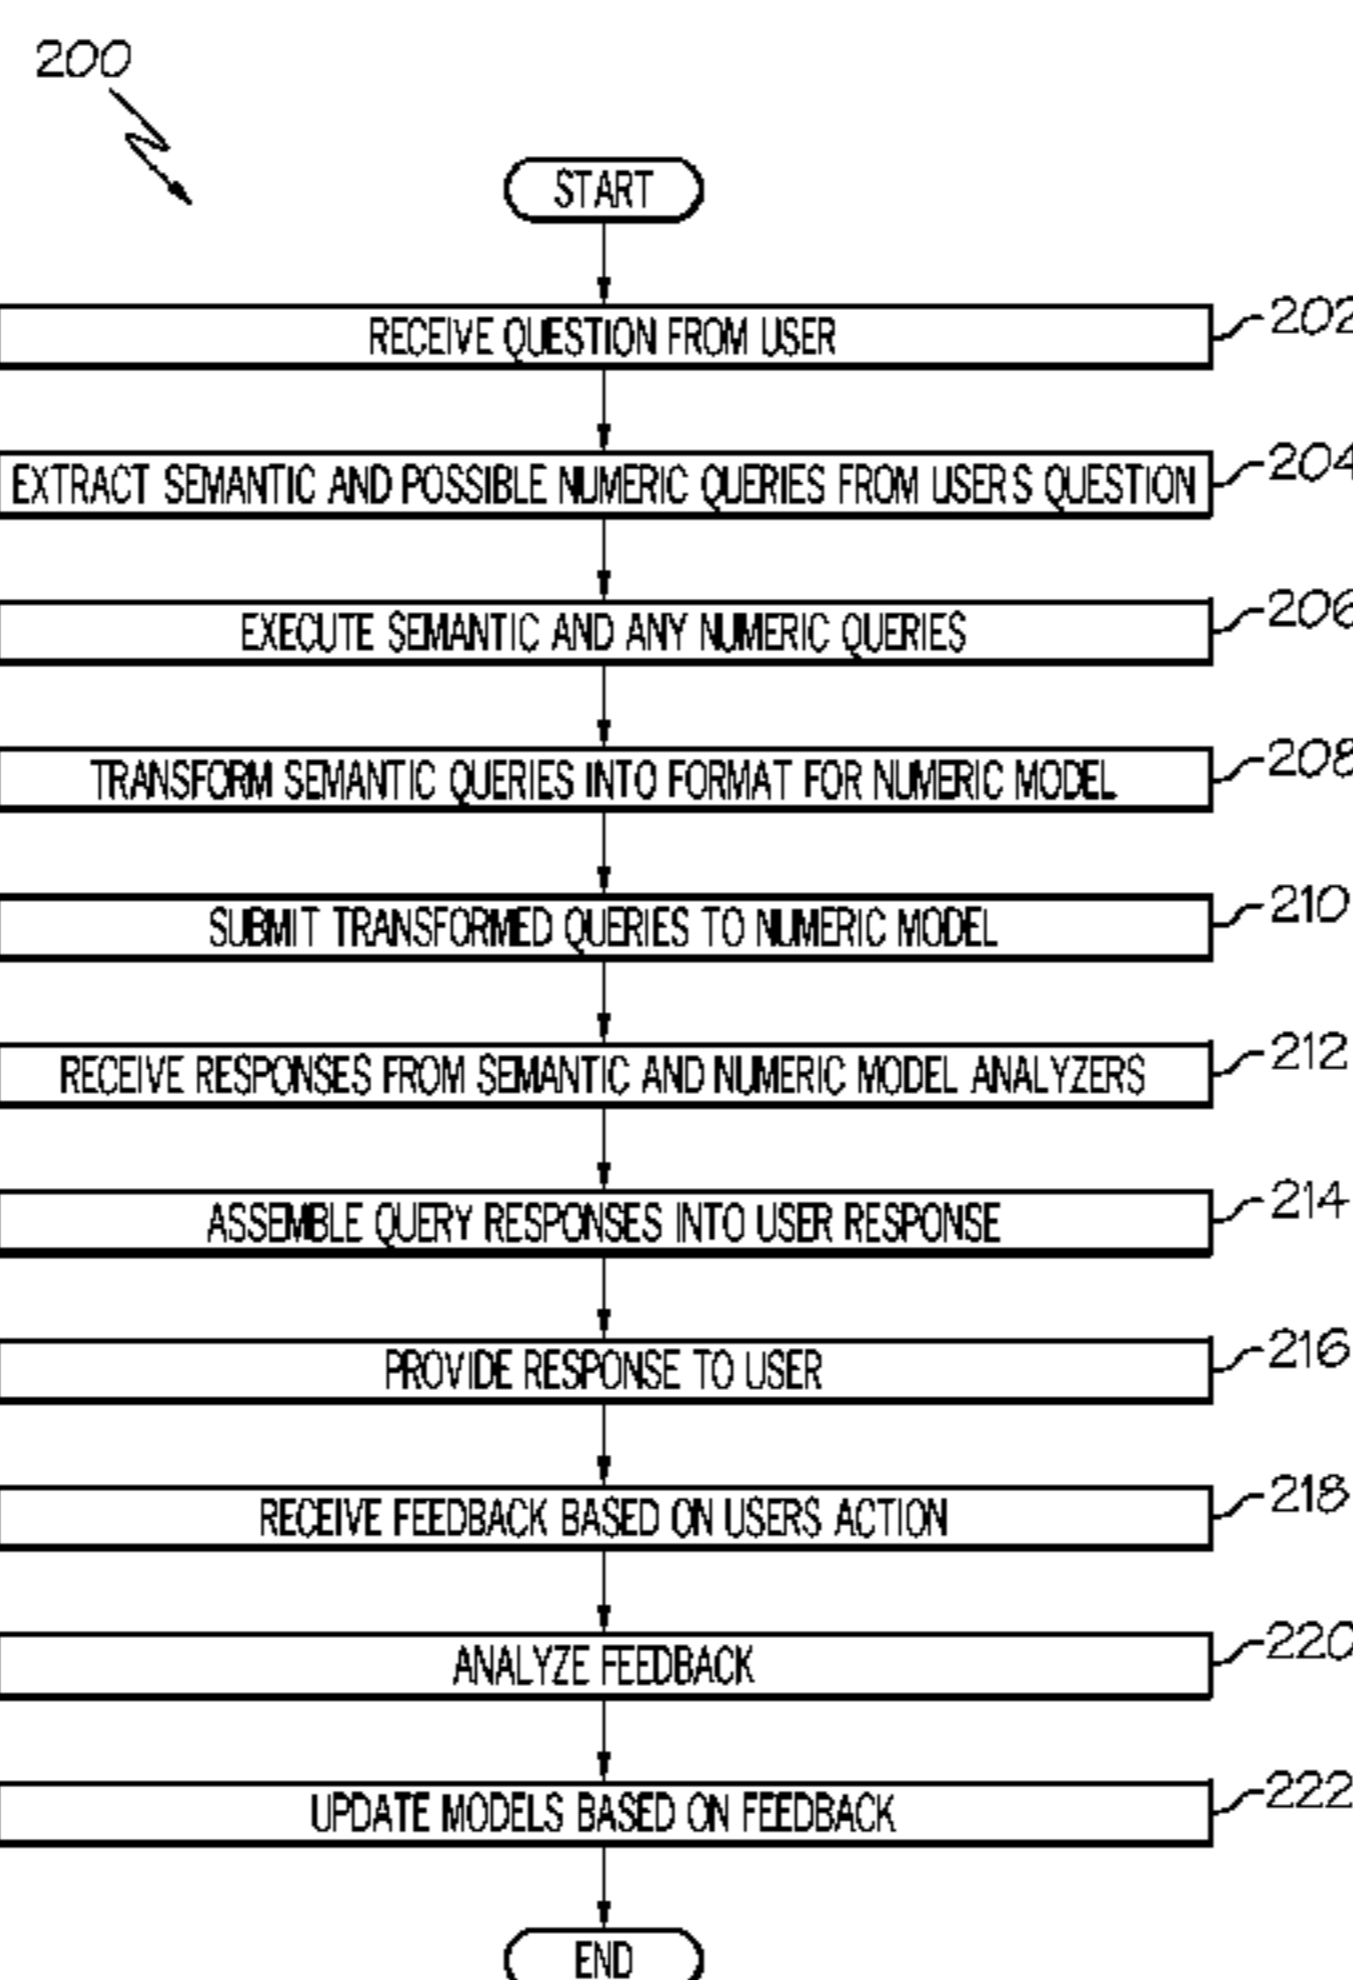 200
START
RECEIVE QUESTION FROM USER
202
EXTRACT SEMANTIC AND POSSIBLE NUMERIC QUERIES FROM USERS QUESTION
204
EXECUTE SEMANTIC AND ANY NUMERIC QUERIES
206
TRANSFORM SEMANTIC QUERIES INTO FORMAT FOR NUMERIC MODEL
208
SUBMIT TRANSFORMED QUERIES TO NUMERIC MODEL
210
RECEIVE RESPONSES FROM SEMANTIC AND NUMERIC MODEL ANALYZERS
212
ASSEMBLE QUERY RESPONSES INTO USER RESPONSE
214
PROVIDE RESPONSE TO USER
216
RECEIVE FEEDBACK BASED ON USERS ACTION
218
ANALYZE FEEDBACK
220
UPDATE MODELS BASED ON FEEDBACK
222
END